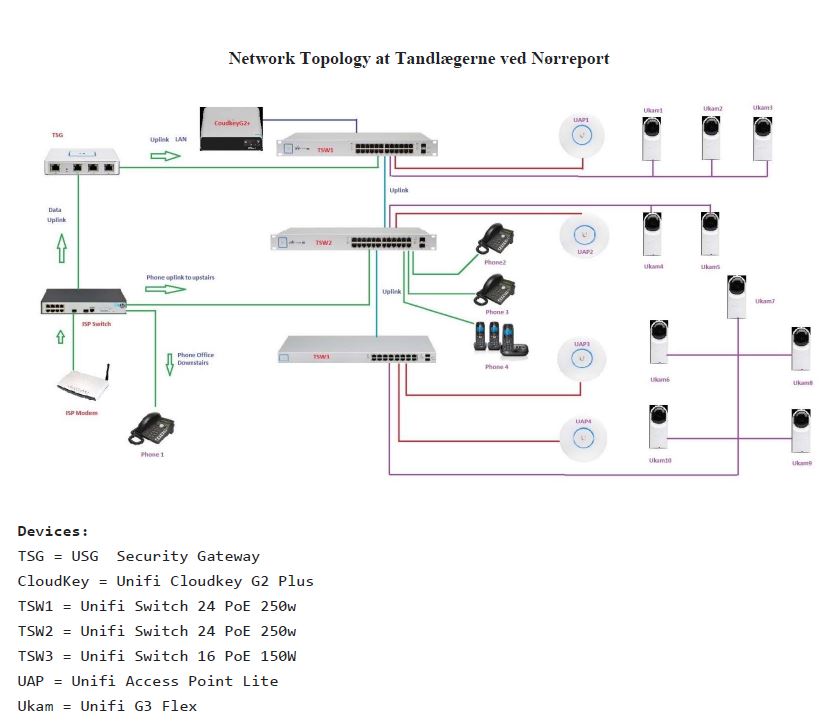 Network Topology at Tandlægerne ved Nørreport
TSG
Uplink LAN
CoudkeyG2+
TSW1
UAP1
Ukam1
Ukam2
Ukam3
Uplink
Data
Uplink
TSW2
Phone2
UAP2
Ukam4
Ukam5
Phone uplink to upstairs
Uplink
Phone 3
Ukam7
ISP Switch
TSW3
Phone Office
Downstairs
Phone 4
UAP3
Ukam6
Ukam8
ISP Modem
Phone 1
UAP4
Ukam10
Ukam9
Devices:
TSG = USG  Security Gateway
CloudKey = Unifi Cloudkey G2 Plus
TSW1 = Unifi Switch 24 PoE 250w
TSW2 = Unifi Switch 24 PoE 250w
TSW3 = Unifi Switch 16 PoE 150W
UAP = Unifi Access Point Lite
Ukam = Unifi G3 Flex